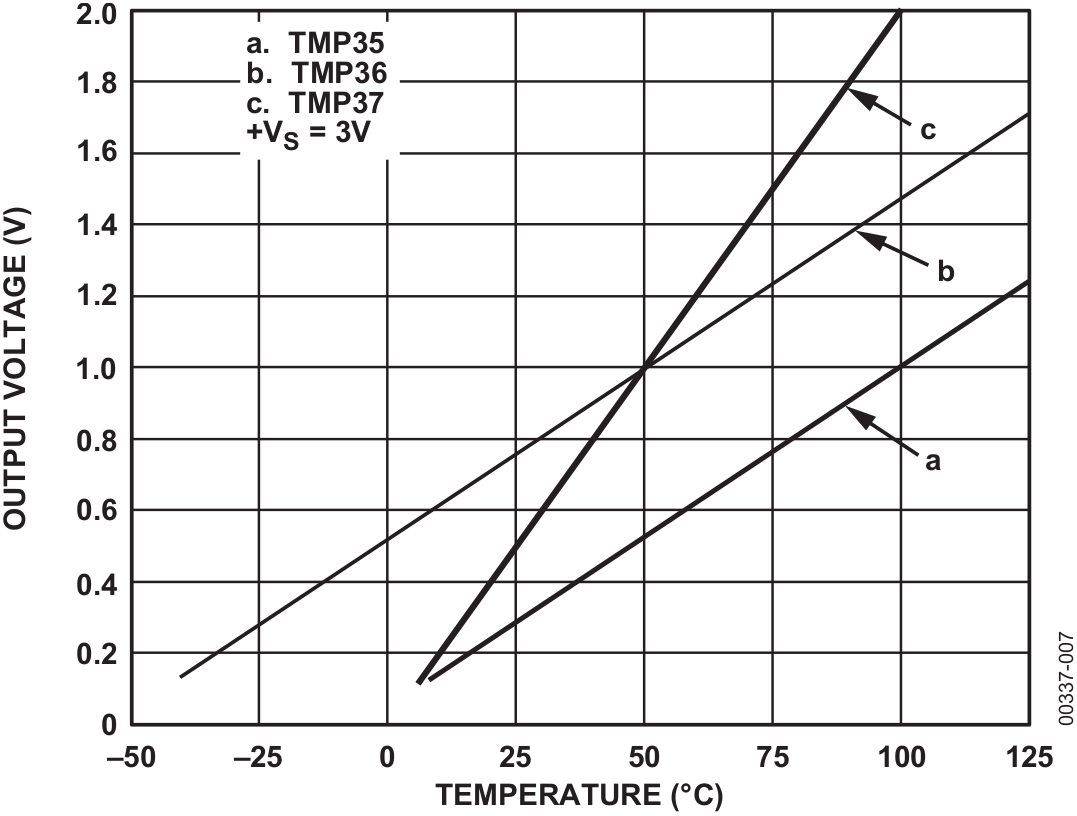 2.0
1.8
1.6
1.4
1.2
1.0
0.8
0.6
0.4
0.2
0
OUTPUT VOLTAGE (V)
a. TMP35
b. TMP36
c. TMP37
+VS = 3V
c
b
a
–50 –25 0 25 50 75 100 125
TEMPERATURE (°C)
00337-007